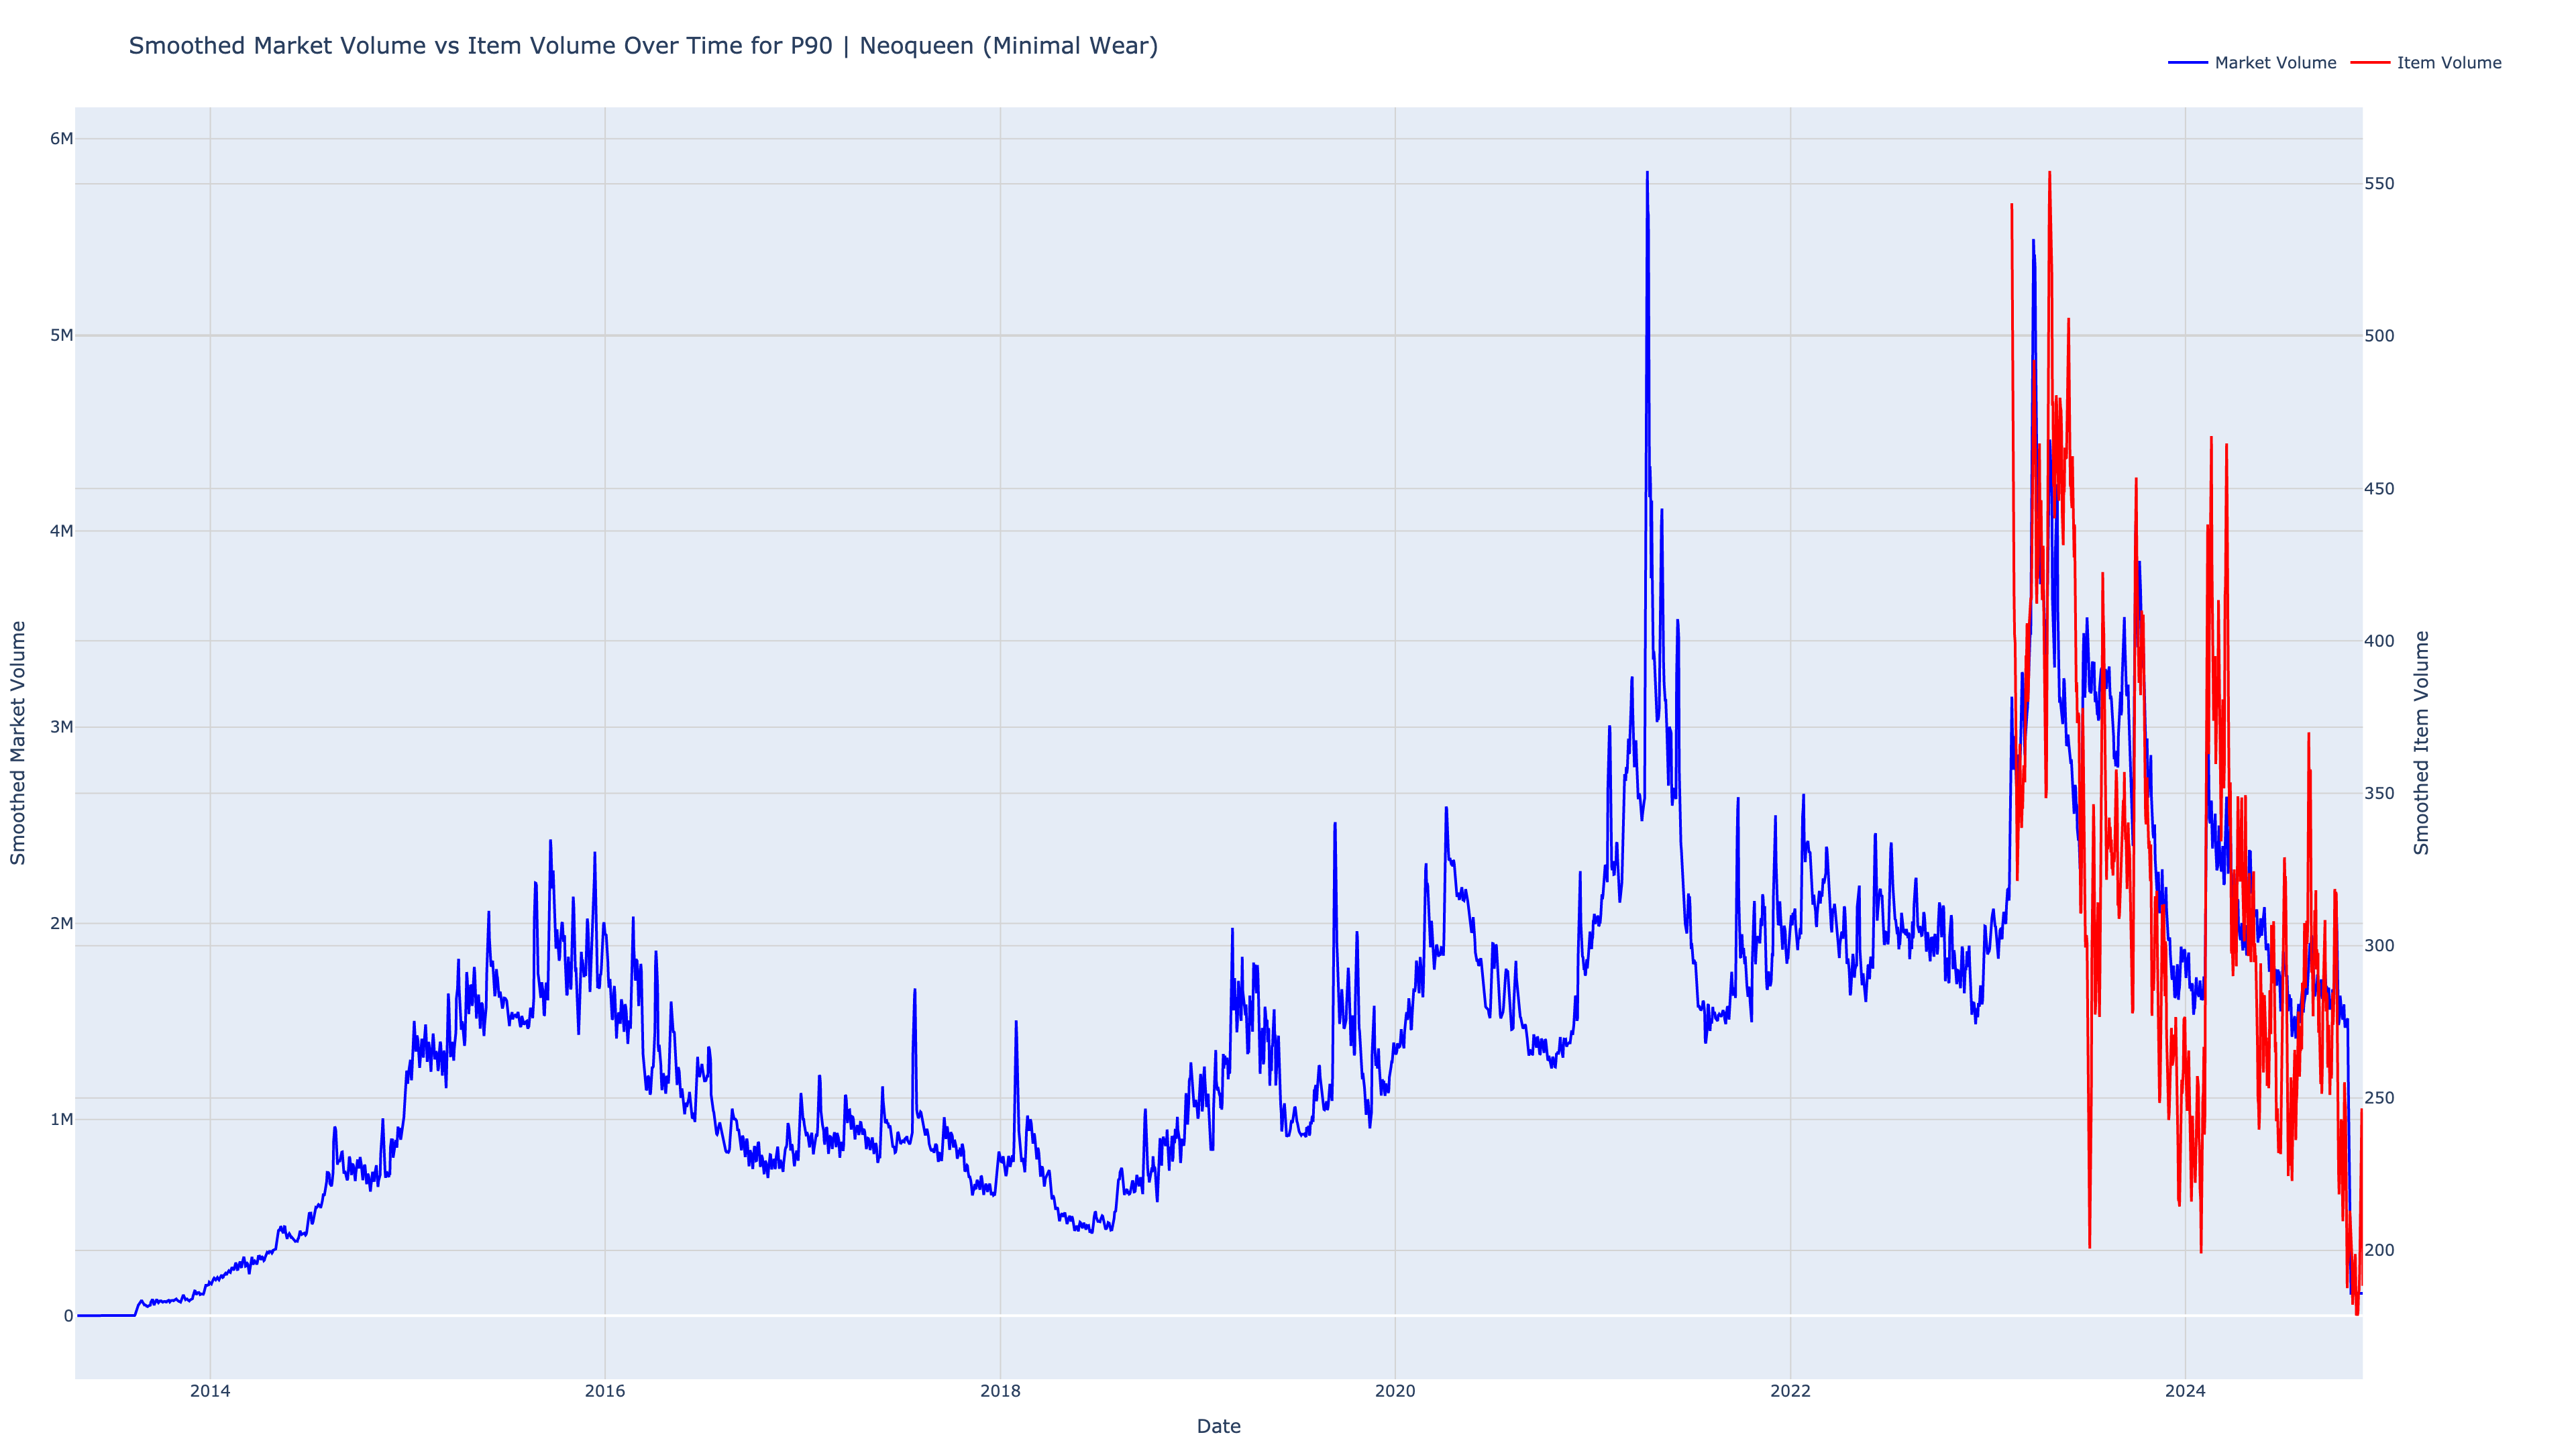 Smoothed Market Volume vs Item Volume Over Time for P90 | Neoqueen (Minimal Wear)
Market Volume
Item Volume
6M
5M
4M
3M
2M
1M
0
Smoothed Market Volume
550
500
450
400
350
300
250
200
Smoothed Item Volume
2014
2016
2018
2020
2022
2024
Date